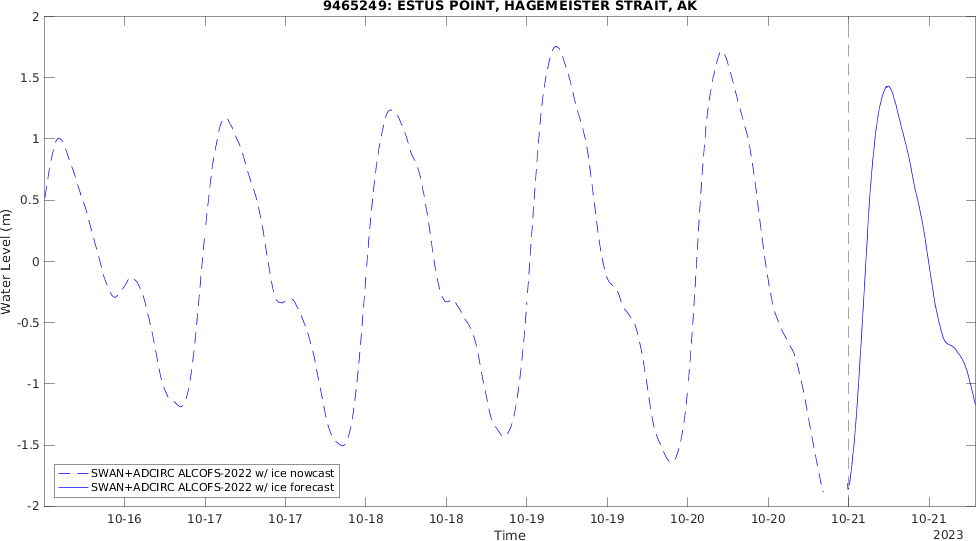 9465249: ESTUS POINT, HAGEMEISTER STRAIT, AK
2
1.5
1
0.5
0
-0.5
-1
-1.5
-2
Water Level (m)
SWAN+ADCIRC ALCOFS-2022 w/ ice nowcast
SWAN+ADCIRC ALCOFS-2022 w/ ice forecast
10-16 10-17 10-17 10-18 10-18 10-19 10-19 10-20 10-20 10-21 10-21
Time
2023